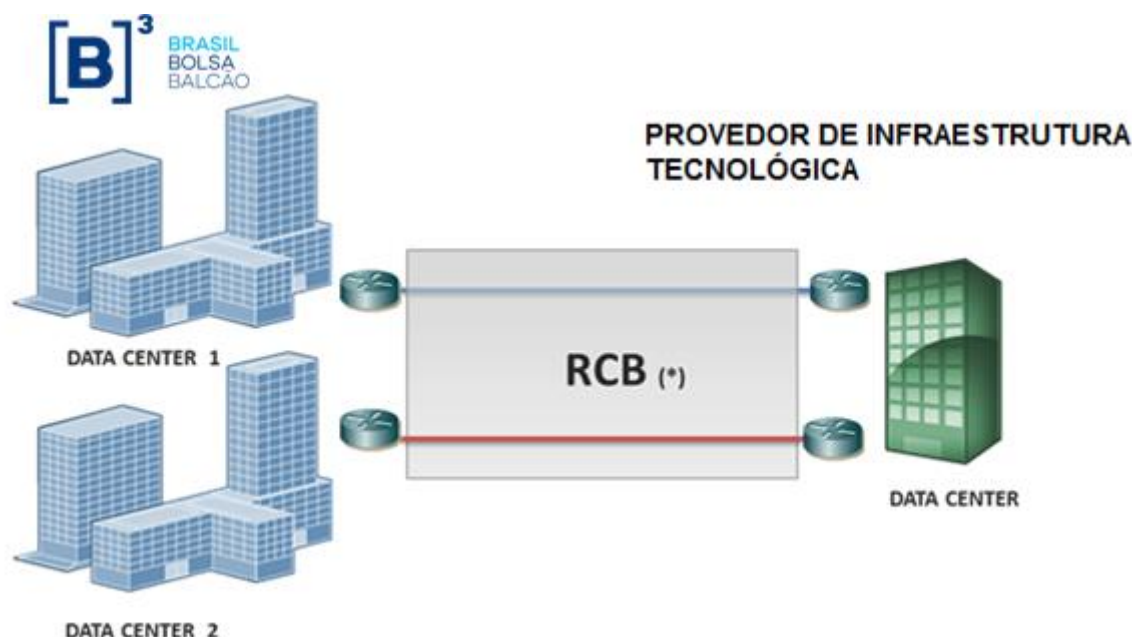 [B]³
BRASIL
BOLSA
BALCÃO
PROVEDOR DE INFRAESTRUTURA
TECNOLÓGICA
DATA CENTER 1
RCB (*)
DATA CENTER
DATA CENTER 2